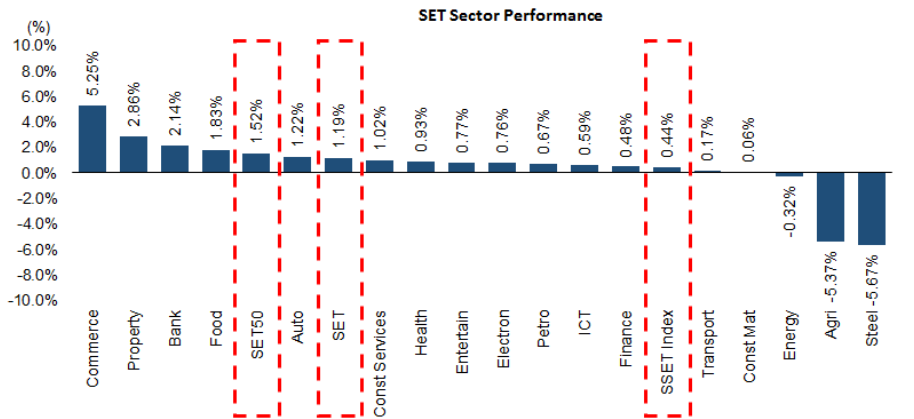 SET Sector Performance
(%)
10.0%
8.0%
6.0%
4.0%
2.0%
0.0%
-2.0%
-4.0%
-6.0%
-8.0%
-10.0%
5.25%
2.86%
2.14%
1.83%
1.52%
1.22%
1.19%
1.02%
0.93%
0.77%
0.76%
0.67%
0.59%
0.48%
0.44%
0.17%
0.06%
-0.32%
-5.37%
-5.67%
Commerce
Property
Bank
Food
SET50
Auto
SET
Const Services
Health
Entertain
Electron
Petro
ICT
Finance
SSET Index
Transport
Const Mat
Energy
Agri
Steel